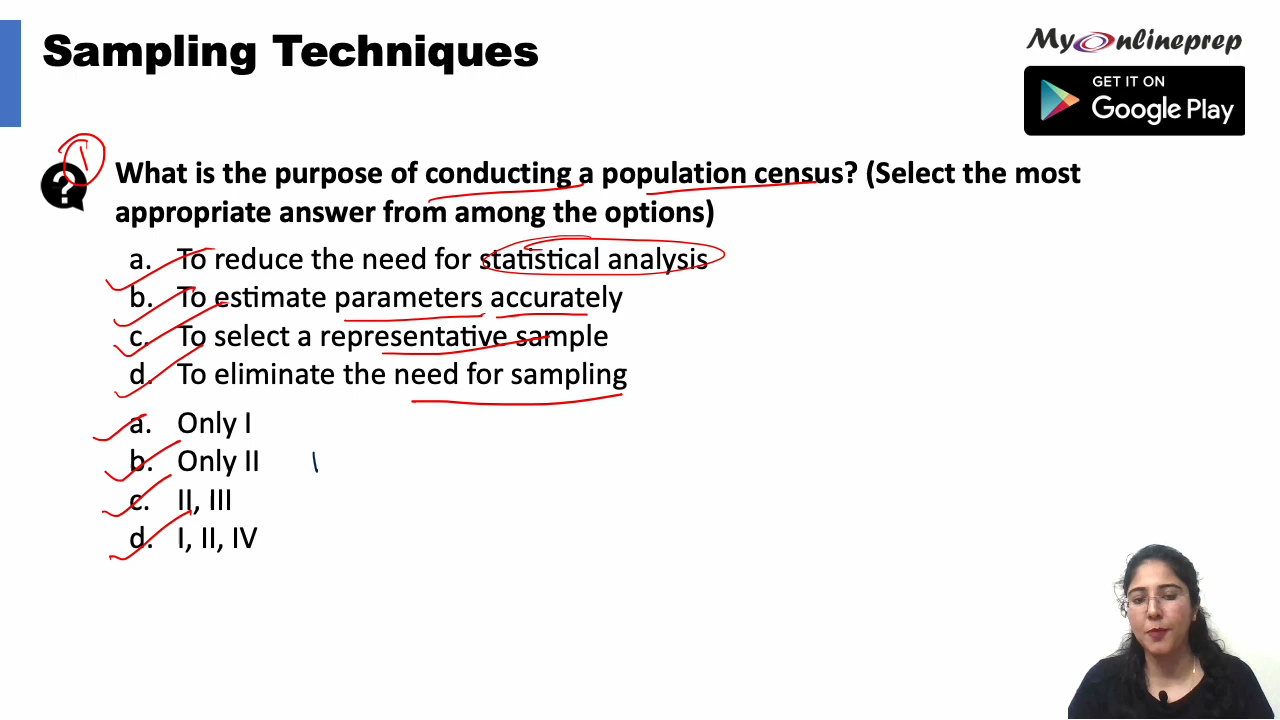 Sampling Techniques
Myonlineprep
GET IT ON
Google Play
1
?
What is the purpose of conducting a population census? (Select the most
appropriate answer from among the options)
a. To reduce the need for statistical analysis
b. To estimate parameters accurately
c. To select a representative sample
d. To eliminate the need for sampling
a. Only I
b. Only II
c. II, III
d. I, II, IV